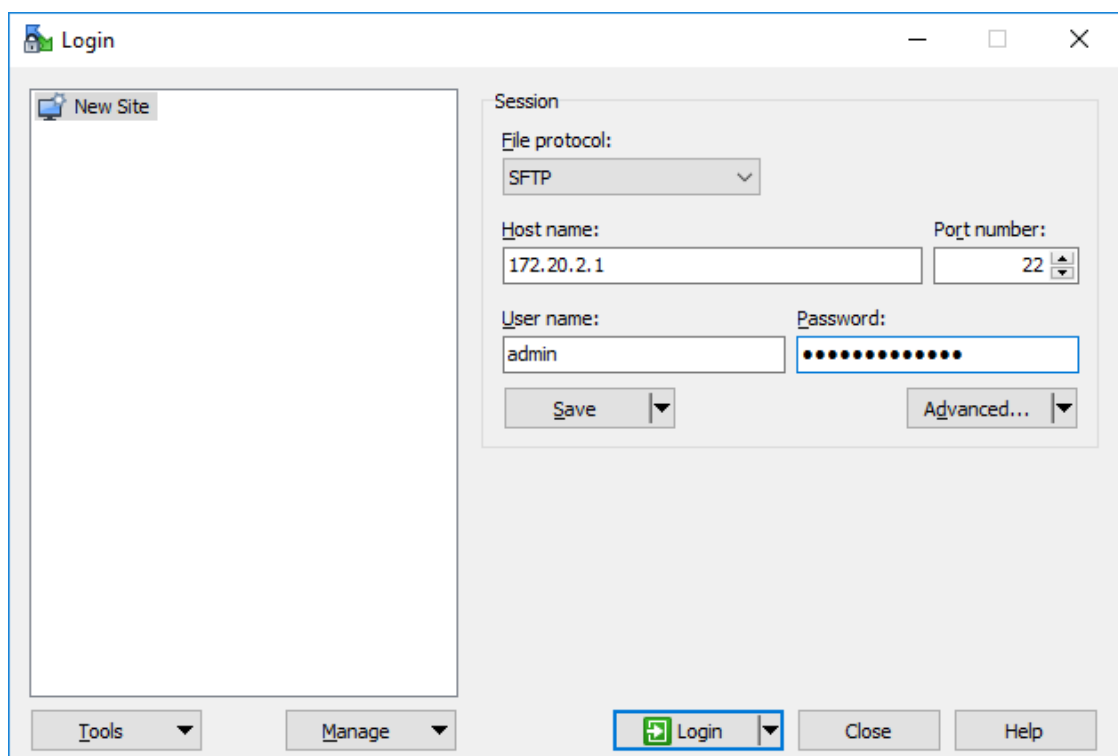 Login
New Site
Session
File protocol:
SFTP
Host name:
Port number:
172.20.2.1
22
User name:
Password:
admin
●●●●●●●●●●●●●
Save
Advanced...
Tools
Manage
Login
Close
Help